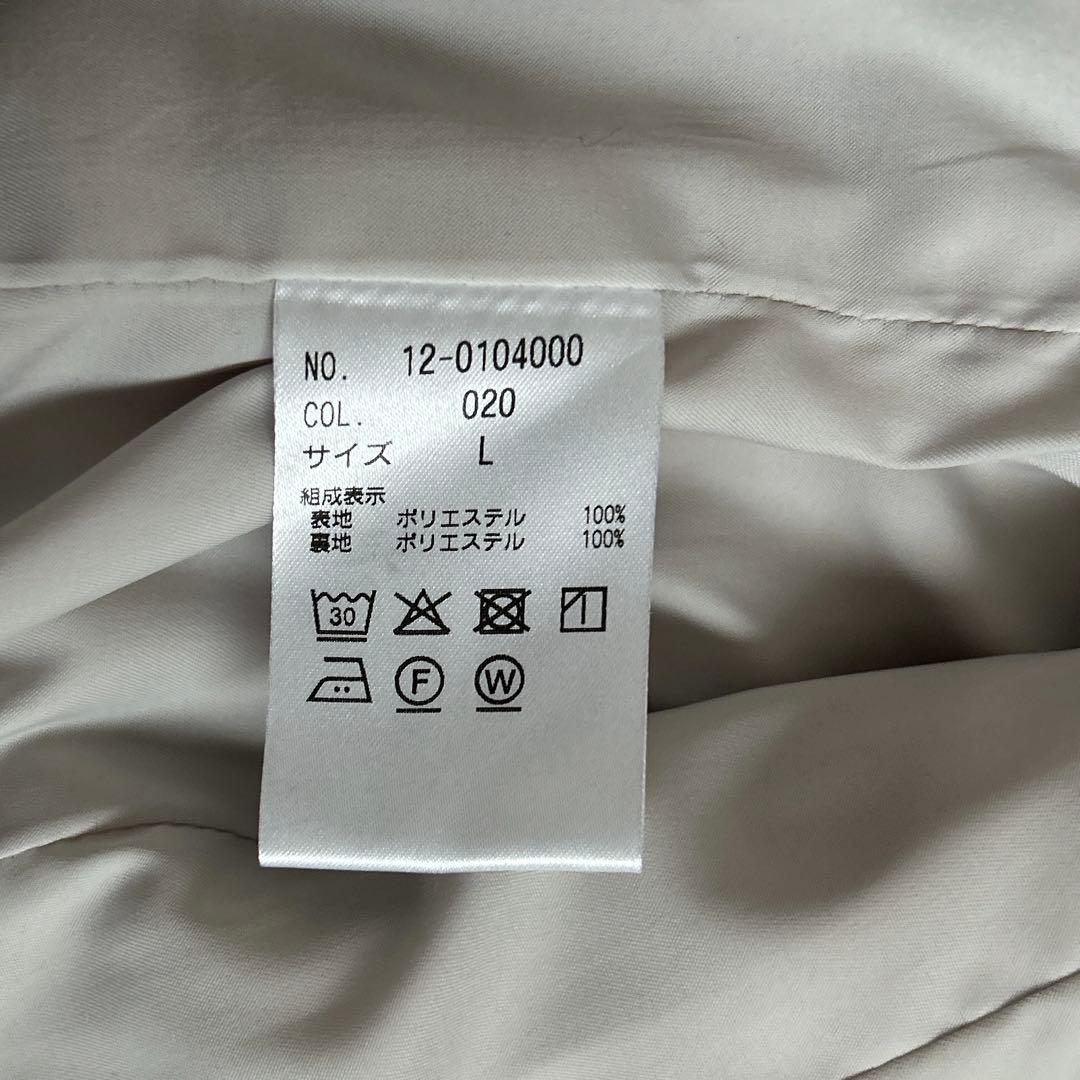 NO. 12-0104000
COL. 020
サイズ L
組成表示
表地 ポリエステル 100%
裏地 ポリエステル 100%
30
F W